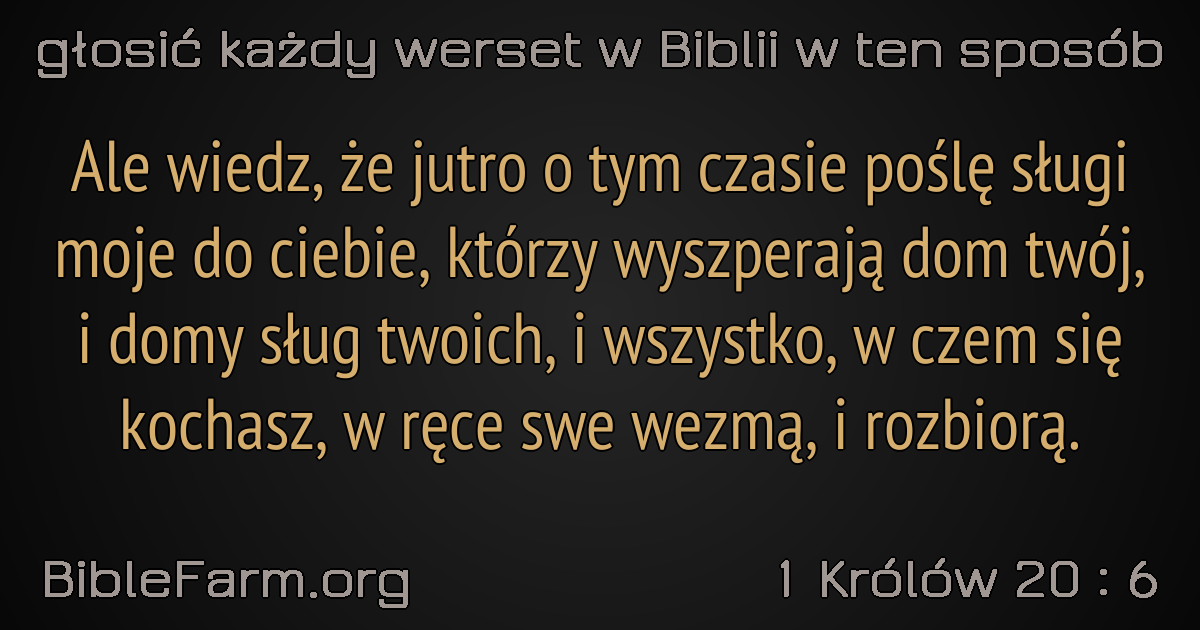 głosić każdy werset w Biblii w ten sposób
Ale wiedz, że jutro o tym czasie poślę sługi
moje do ciebie, którzy wyszperają dom twój,
i domy sług twoich, i wszystko, w czem się
kochasz, w ręce swe wezmą, i rozbiorą.
BibleFarm.org
1 Królów 20 : 6